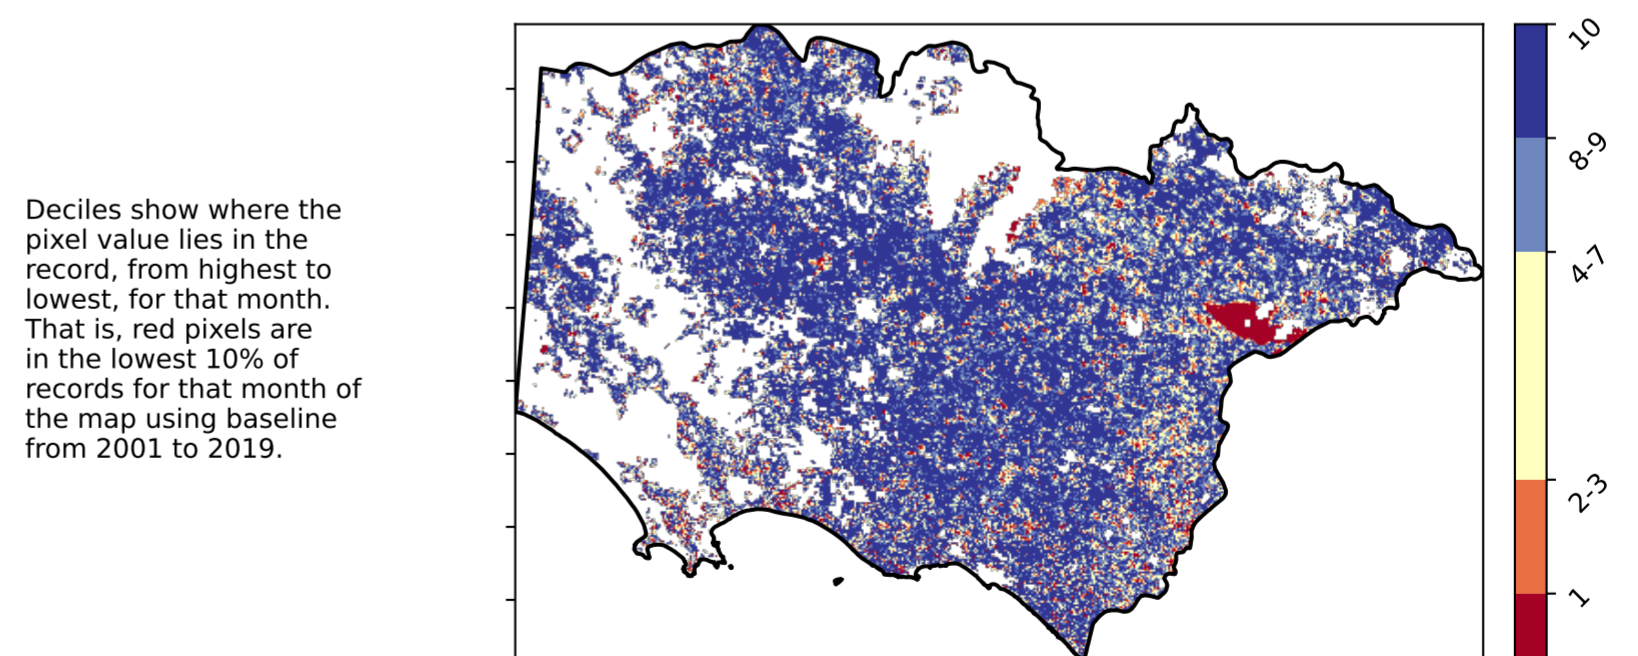 Deciles show where the
pixel value lies in the
record, from highest to
lowest, for that month.
That is, red pixels are
in the lowest 10% of
records for that month of
the map using baseline
from 2001 to 2019.
10
8-9
4-7
2-3
1